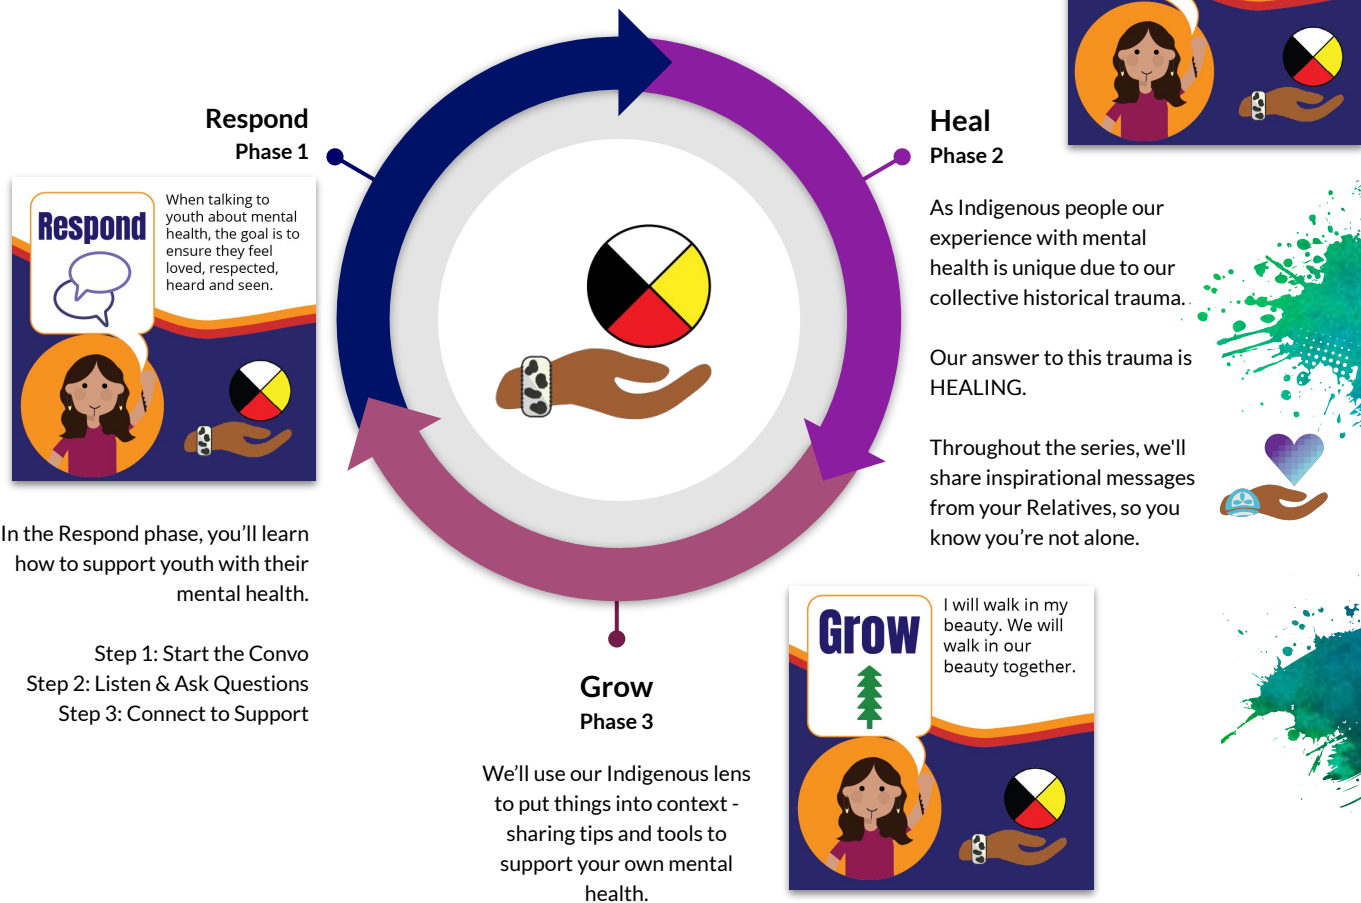 Respond
Phase 1
Respond
When talking to
youth about mental
health, the goal is to
ensure they feel
loved, respected,
heard and seen.
In the Respond phase, you’ll learn
how to support youth with their
mental health.
Step 1: Start the Convo
Step 2: Listen & Ask Questions
Step 3: Connect to Support
Heal
Phase 2
As Indigenous people our
experience with mental
health is unique due to our
collective historical trauma.
Our answer to this trauma is
HEALING.
Throughout the series, we'll
share inspirational messages
from your Relatives, so you
know you’re not alone.
Grow
Phase 3
We’ll use our Indigenous lens
to put things into context -
sharing tips and tools to
support your own mental
health.
Grow
I will walk in my
beauty. We will
walk in our
beauty together.